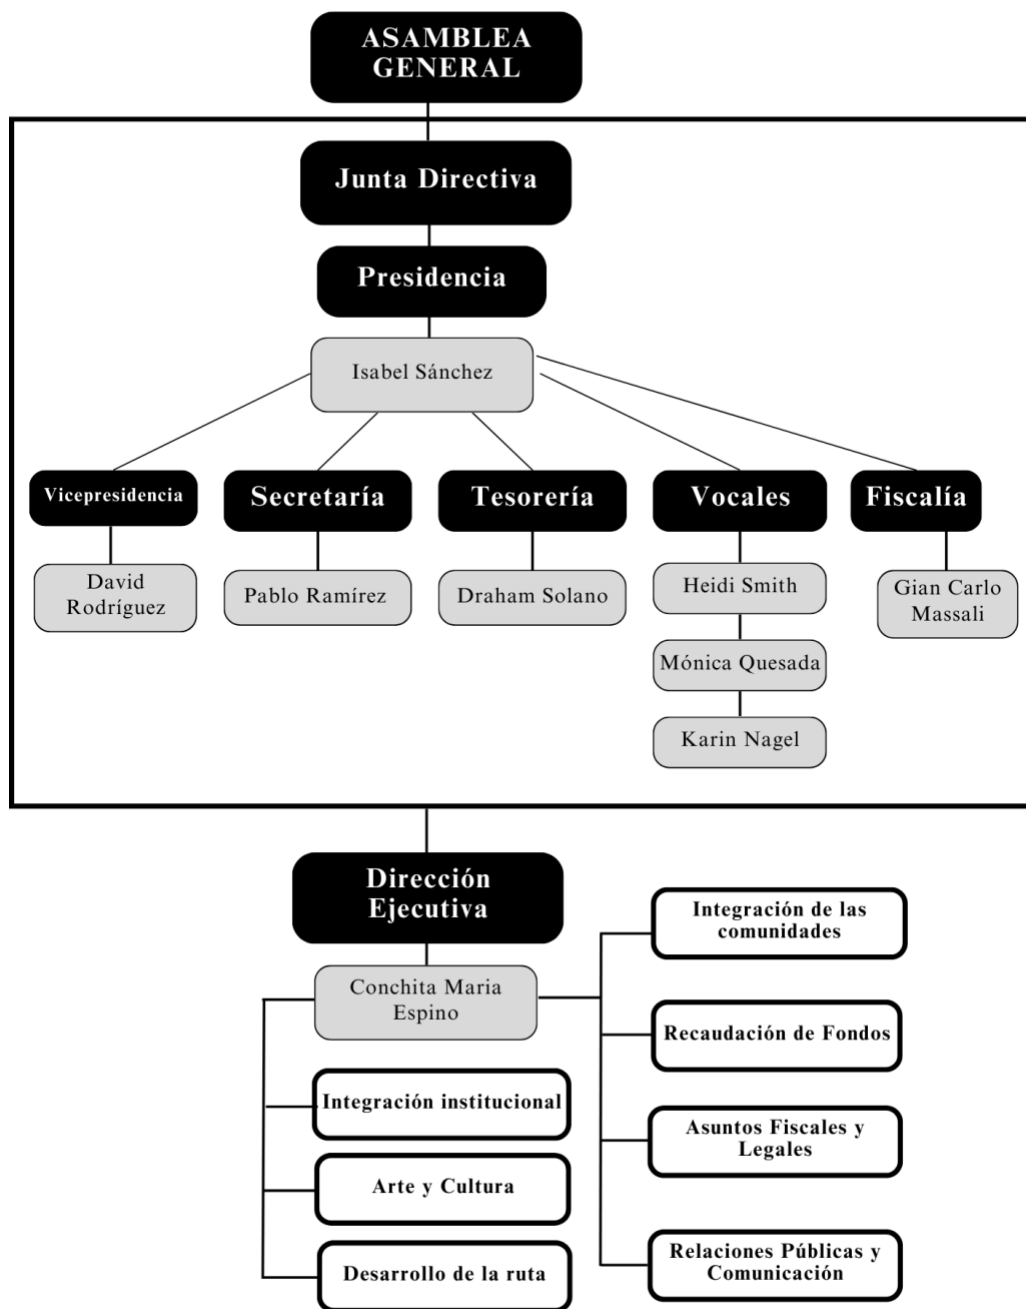 ASAMBLEA
GENERAL
Junta Directiva
Presidencia
Isabel Sánchez
Vicepresidencia
Secretaría
Tesorería
Vocales
Fiscalía
David
Rodríguez
Pablo Ramírez
Draham Solano
Heidi Smith
Mónica Quesada
Karin Nagel
Gian Carlo
Massali
Dirección
Ejecutiva
Conchita Maria
Espino
Integración institucional
Arte y Cultura
Desarrollo de la ruta
Integración de las
comunidades
Recaudación de Fondos
Asuntos Fiscales y
Legales
Relaciones Públicas y
Comunicación